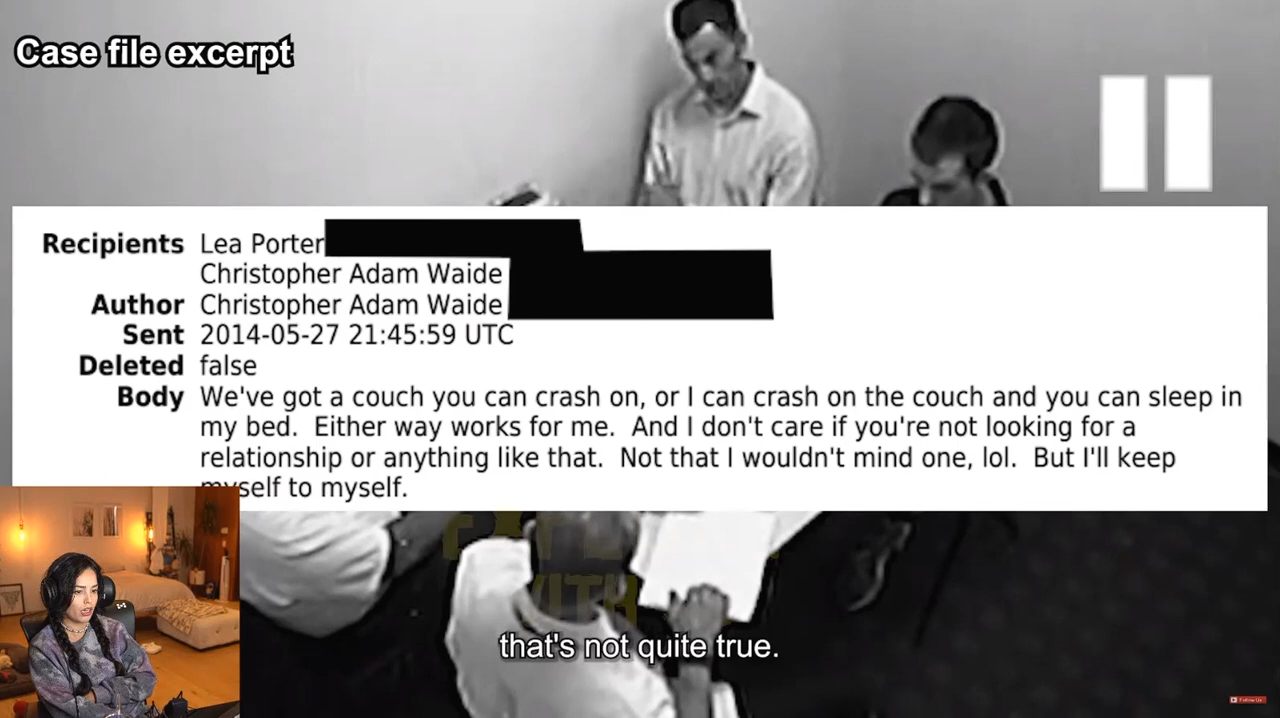 Case file excerpt
Recipients Lea Porter
Christopher Adam Waide
Author Christopher Adam Waide
Sent 2014-05-27 21:45:59 UTC
Deleted false
Body We've got a couch you can crash on, or I can crash on the couch and you can sleep in
my bed. Either way works for me. And I don't care if you're not looking for a
relationship or anything like that. Not that I wouldn't mind one, lol. But I'll keep
myself to myself.
WITH
that's not quite true.
Follow Us